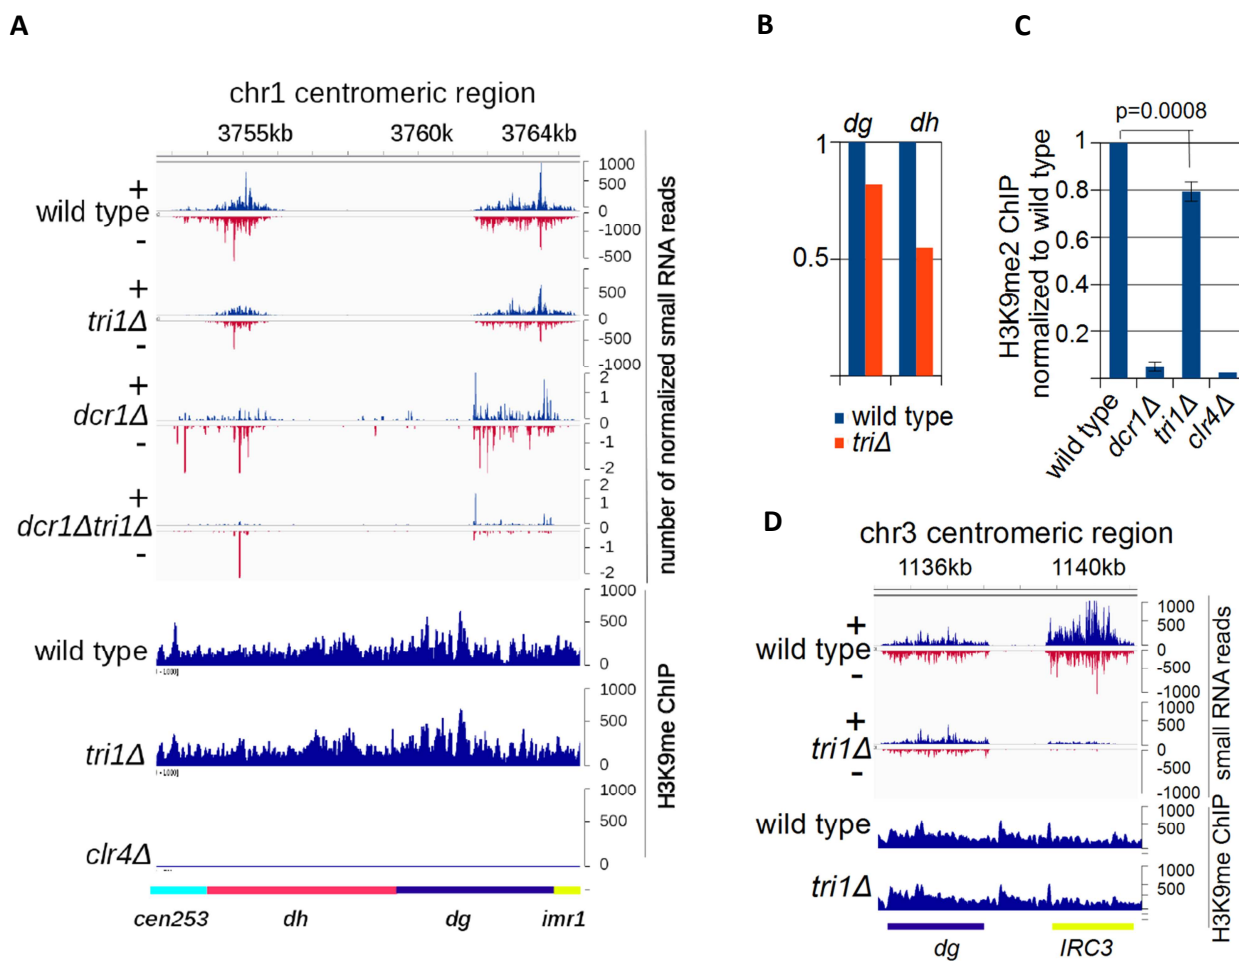 A
chr1 centromeric region
3755kb 3760k 3764kb
+
wild type
-
1000
500
0
-1000
-500
+
tri1Δ
-
500
0
-500
-1000
+
dcr1Δ
-
2
1
0
-1
-2
+
dcr1Δtri1Δ
-
2
1
0
-1
-2
number of normalized small RNA reads
wild type
1000
500
0
tri1Δ
1000
500
0
clr4Δ
1000
500
0
H3K9me ChIP
cen253 dh dg imr1
B
dg dh
1
0.5
wild type
triΔ
C
p=0.0008
H3K9me2 ChIP
normalized to wild type
1
0.8
0.6
0.4
0.2
wild type
dcr1Δ
tri1Δ
clr4Δ
D
chr3 centromeric region
1136kb 1140kb
+
wild type
-
1000
500
0
-500
-1000
+
tri1Δ
-
1000
500
0
-500
-1000
small RNA reads
wild type
1000
500
tri1Δ
1000
500
H3K9me ChIP
dg IRC3